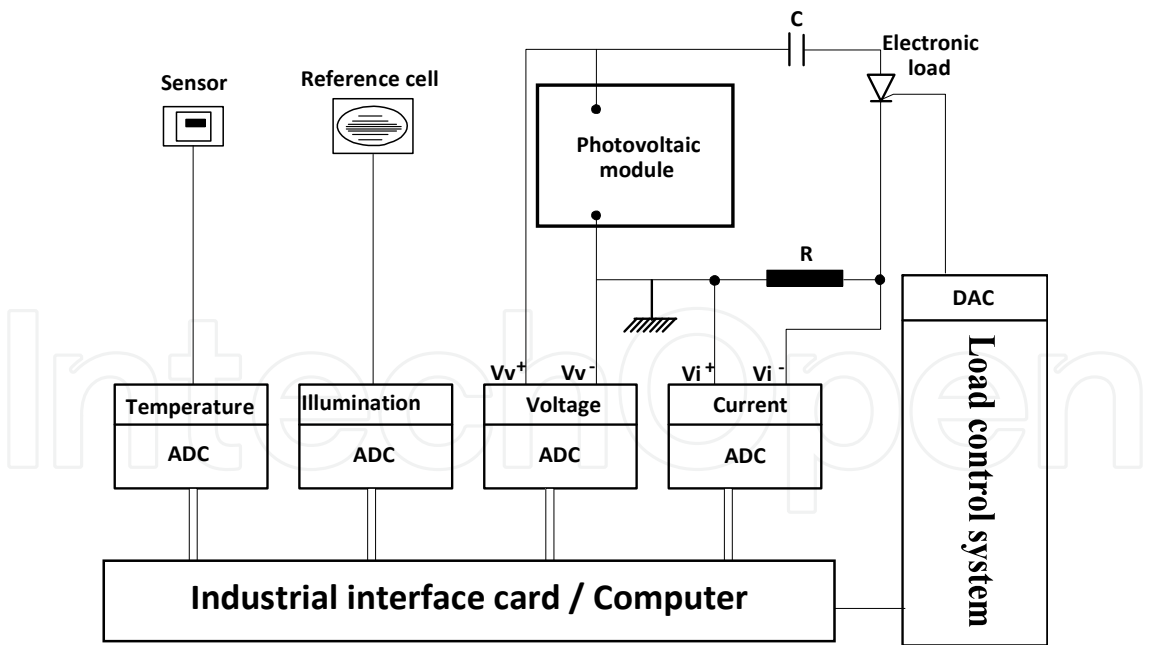 C
Electronic
load
Sensor
Reference cell
Photovoltaic
module
R
DAC
Load control system
Vv+
Vv-
Vi+
Vi-
Temperature
Illumination
Voltage
Current
ADC
ADC
ADC
ADC
IntechOpen
Industrial interface card / Computer